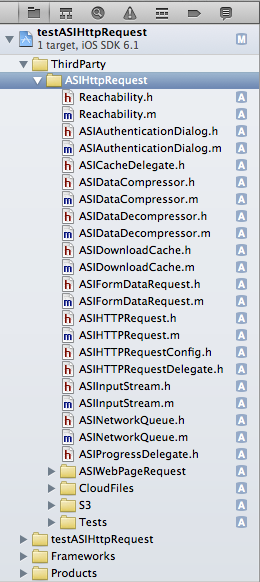 testASIHttpRequest M
1 target, iOS SDK 6.1
ThirdParty
ASIHttpRequest
h Reachability.h A
m Reachability.m A
h ASIAuthenticationDialog.h A
m ASIAuthenticationDialog.m A
h ASICacheDelegate.h A
h ASIDataCompressor.h A
m ASIDataCompressor.m A
h ASIDataDecompressor.h A
m ASIDataDecompressor.m A
h ASIDownloadCache.h A
m ASIDownloadCache.m A
h ASIFormDataRequest.h A
m ASIFormDataRequest.m A
h ASIHTTPRequest.h A
m ASIHTTPRequest.m A
h ASIHTTPRequestConfig.h A
h ASIHTTPRequestDelegate.h A
h ASIInputStream.h A
m ASIInputStream.m A
h ASINetworkQueue.h A
m ASINetworkQueue.m A
h ASIProgressDelegate.h A
ASIWebPageRequest A
CloudFiles A
S3 A
Tests A
testASIHttpRequest
Frameworks
Products